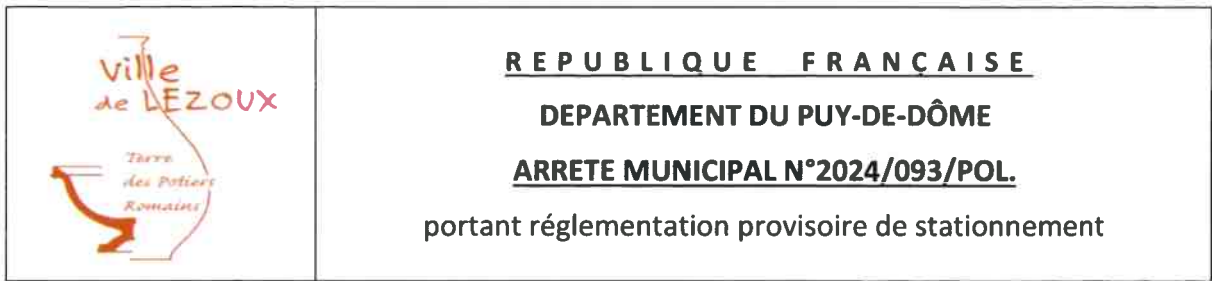 Ville
de LEZOUX
Terre
des Potiers
Romains
REPUBLIQUE FRANÇAISE
DEPARTEMENT DU PUY-DE-DÔME
ARRETE MUNICIPAL N°2024/093/POL.
portant réglementation provisoire de stationnement